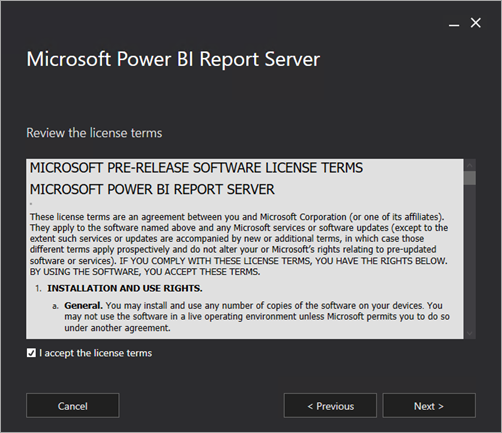 Microsoft Power BI Report Server
Review the license terms
MICROSOFT PRE-RELEASE SOFTWARE LICENSE TERMS
MICROSOFT POWER BI REPORT SERVER
These license terms are an agreement between you and Microsoft Corporation (or one of its affiliates).
They apply to the software named above and any Microsoft services or software updates (except to the
extent such services or updates are accompanied by new or additional terms, in which case those
different terms apply prospectively and do not alter your or Microsoft's rights relating to pre-updated
software or services). IF YOU COMPLY WITH THESE LICENSE TERMS, YOU HAVE THE RIGHTS BELOW.
BY USING THE SOFTWARE, YOU ACCEPT THESE TERMS.
1. INSTALLATION AND USE RIGHTS.
a. General. You may install and use any number of copies of the software on your devices. You
may not use the software in a live operating environment unless Microsoft permits you to do so
under another agreement.
I accept the license terms
Cancel
< Previous
Next >